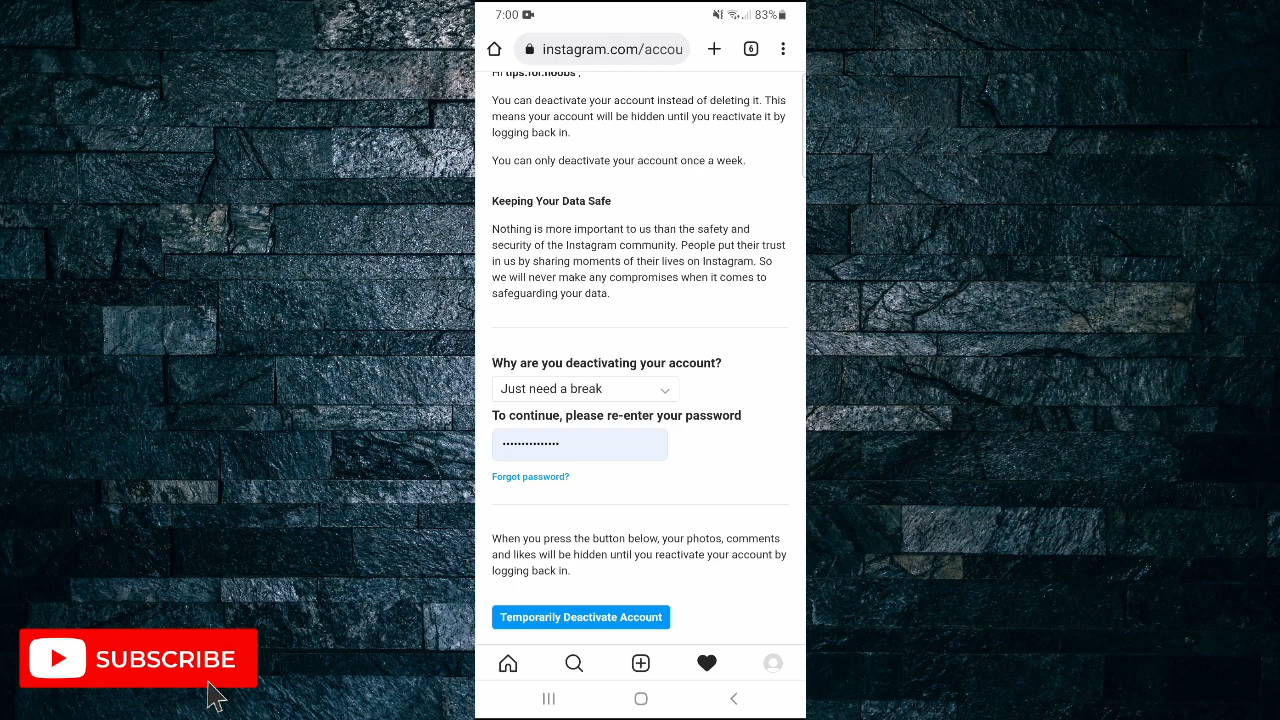 7:00
83%
instagram.com/accou
6
Hi tips.for.noobs ,
You can deactivate your account instead of deleting it. This
means your account will be hidden until you reactivate it by
logging back in.
You can only deactivate your account once a week.
Keeping Your Data Safe
Nothing is more important to us than the safety and
security of the Instagram community. People put their trust
in us by sharing moments of their lives on Instagram. So
we will never make any compromises when it comes to
safeguarding your data.
Why are you deactivating your account?
Just need a break
To continue, please re-enter your password
•••••••••••••••
Forgot password?
When you press the button below, your photos, comments
and likes will be hidden until you reactivate your account by
logging back in.
Temporarily Deactivate Account
SUBSCRIBE